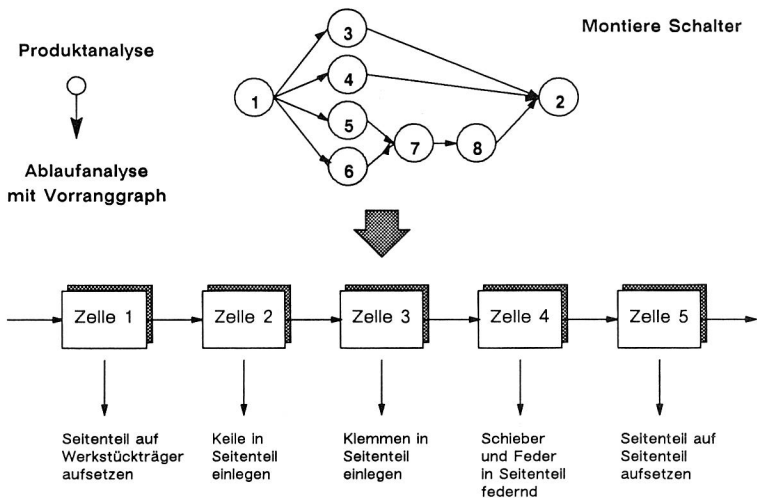 Produktanalyse
Ablaufanalyse
mit Vorranggraph
Montiere Schalter
1
3
4
5
6
7
8
2
Zelle 1
Zelle 2
Zelle 3
Zelle 4
Zelle 5
Seitenteil auf
Werkstückträger
aufsetzen
Keile in
Seitenteil
einlegen
Klemmen in
Seitenteil
einlegen
Schieber
und Feder
in Seitenteil
federnd
Seitenteil auf
Seitenteil
aufsetzen